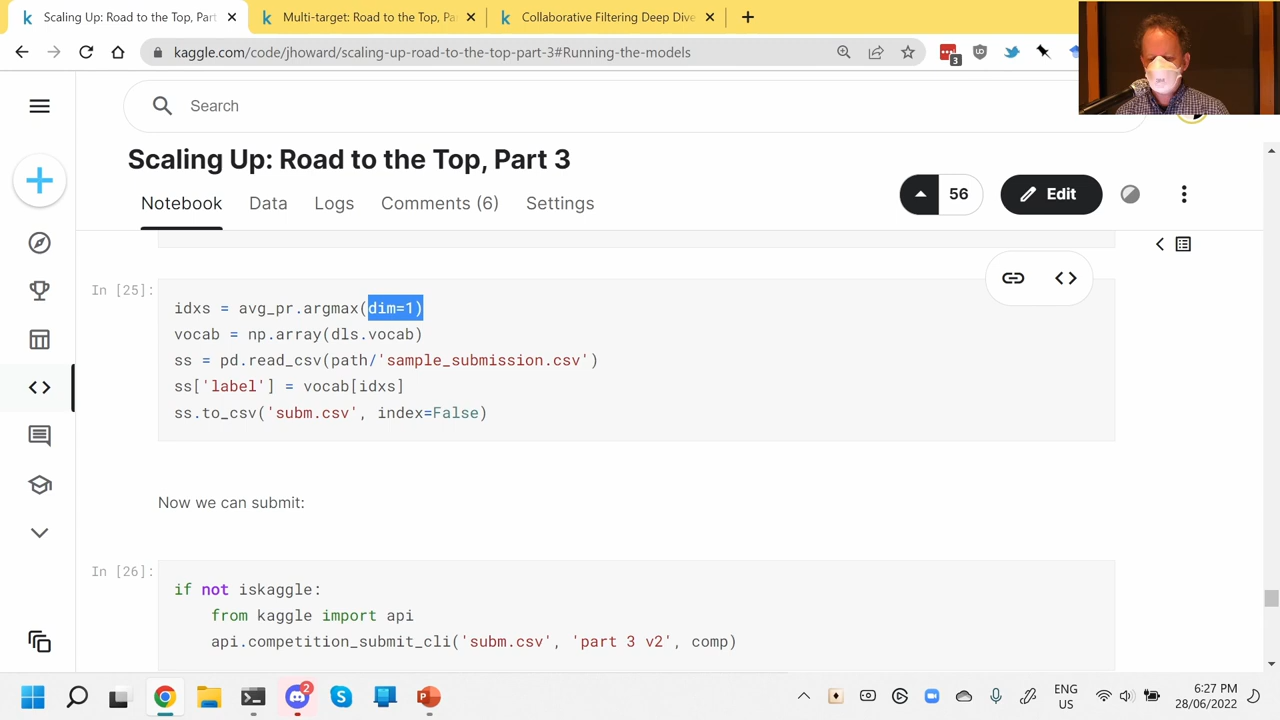 Scaling Up: Road to the Top, Part
Multi-target: Road to the Top, Pa
Collaborative Filtering Deep Dive
kaggle.com/code/jhoward/scaling-up-road-to-the-top-part-3#Running-the-models
3
Search
Scaling Up: Road to the Top, Part 3
Notebook Data Logs Comments (6) Settings
56 Edit
In [25]:
idxs = avg_pr.argmax(dim=1)
vocab = np.array(dls.vocab)
ss = pd.read_csv(path/'sample_submission.csv')
ss['label'] = vocab[idxs]
ss.to_csv('subm.csv', index=False)
Now we can submit:
In [26]:
if not iskaggle:
from kaggle import api
api.competition_submit_cli('subm.csv', 'part 3 v2', comp)
2
ENG
US
6:27 PM
28/06/2022